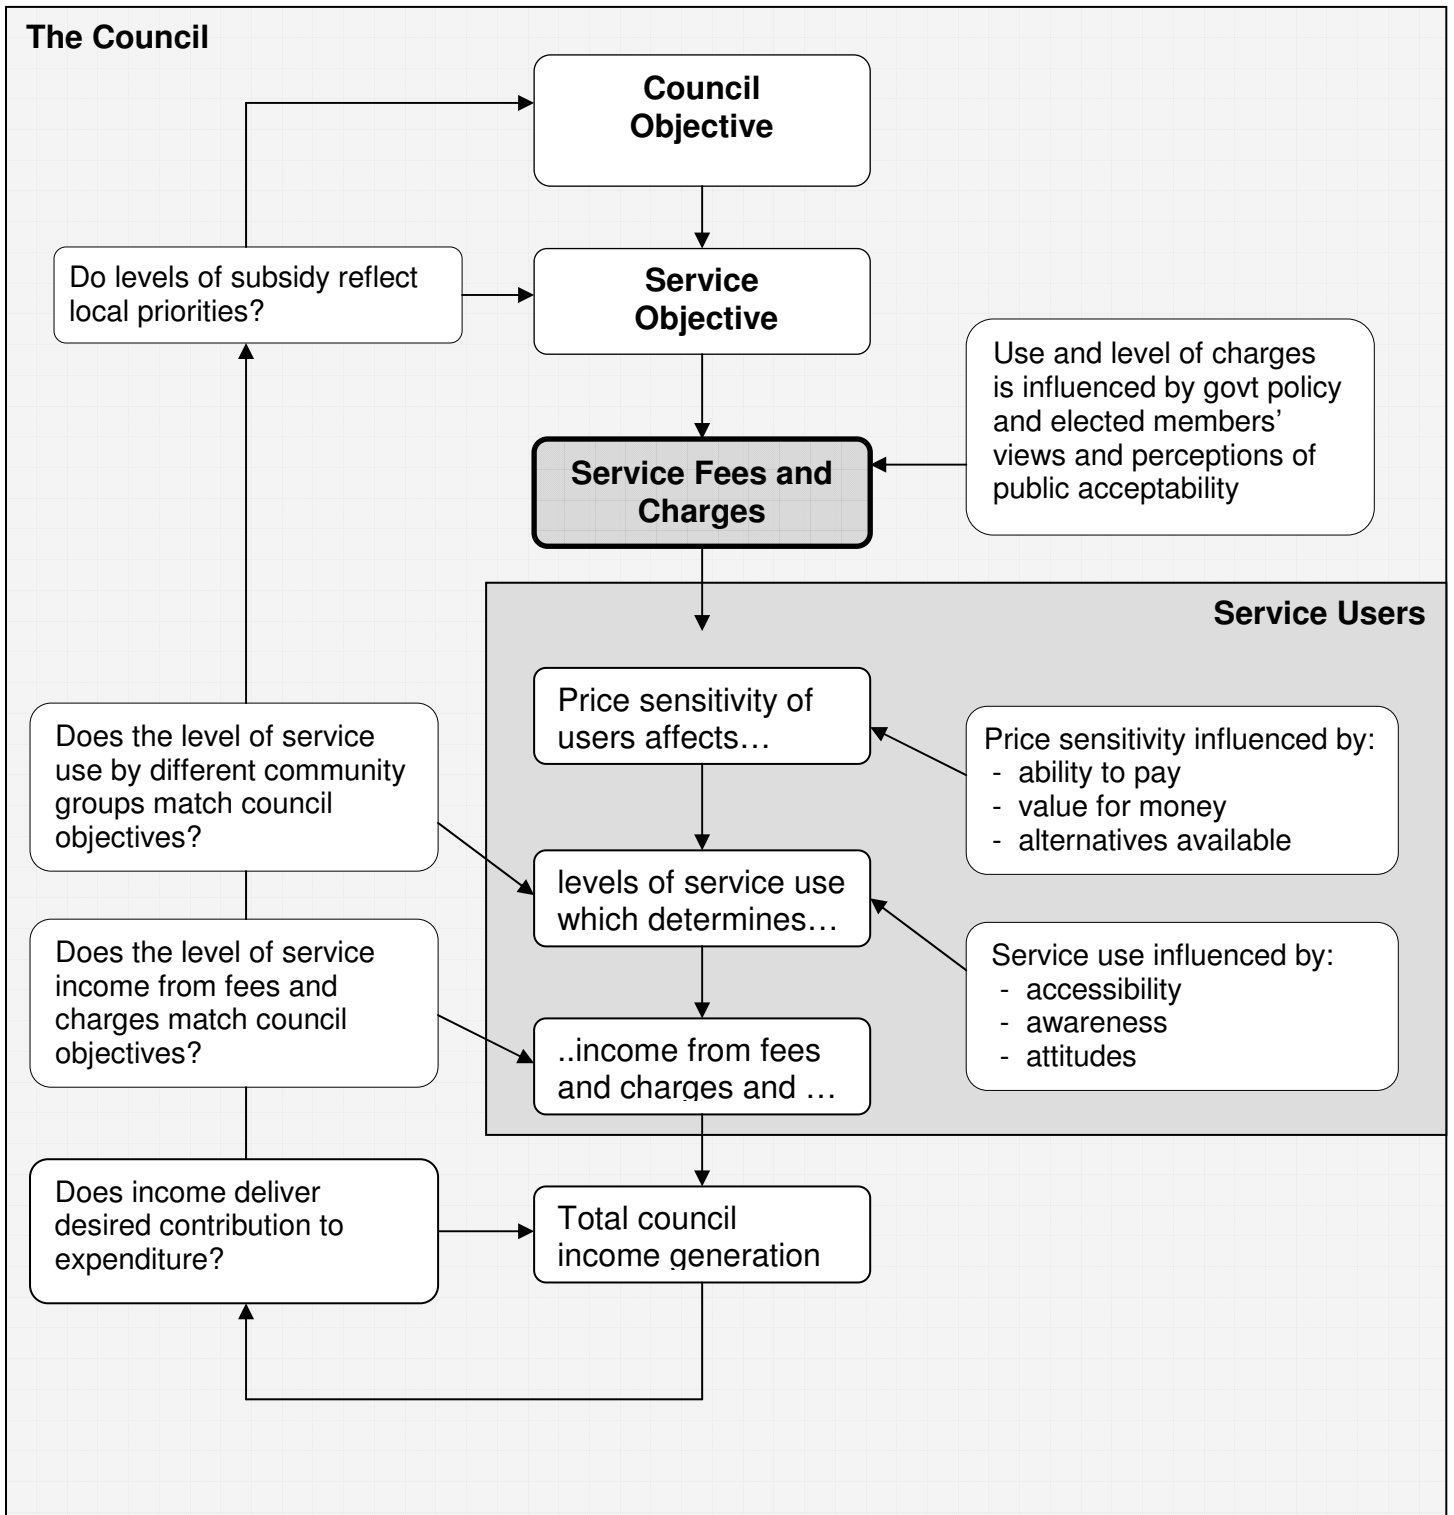 The Council
Council
Objective
Do levels of subsidy reflect
local priorities?
Service
Objective
Use and level of charges
is influenced by govt policy
and elected members’
views and perceptions of
public acceptability
Service Fees and
Charges
Service Users
Price sensitivity of
users affects…
Price sensitivity influenced by:
- ability to pay
- value for money
- alternatives available
Does the level of service
use by different community
groups match council
objectives?
levels of service use
which determines…
Service use influenced by:
- accessibility
- awareness
- attitudes
Does the level of service
income from fees and
charges match council
objectives?
..income from fees
and charges and …
Does income deliver
desired contribution to
expenditure?
Total council
income generation